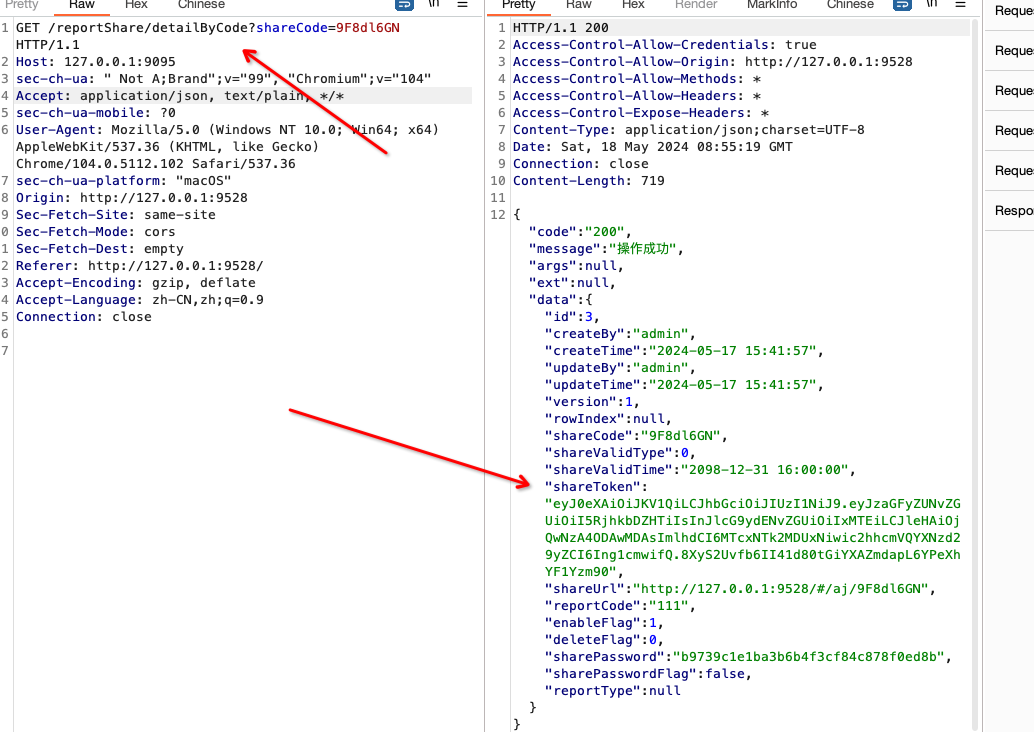 Pretty Raw Hex Chinese \n
1 GET /reportShare/detailByCode?shareCode=9F8dl6GN
HTTP/1.1
2 Host: 127.0.0.1:9095
3 sec-ch-ua: " Not A;Brand";v="99", "Chromium";v="104"
4 Accept: application/json, text/plain, */*
5 sec-ch-ua-mobile: ?0
6 User-Agent: Mozilla/5.0 (Windows NT 10.0; Win64; x64)
AppleWebKit/537.36 (KHTML, like Gecko)
Chrome/104.0.5112.102 Safari/537.36
7 sec-ch-ua-platform: "macOS"
8 Origin: http://127.0.0.1:9528
9 Sec-Fetch-Site: same-site
0 Sec-Fetch-Mode: cors
1 Sec-Fetch-Dest: empty
2 Referer: http://127.0.0.1:9528/
3 Accept-Encoding: gzip, deflate
4 Accept-Language: zh-CN,zh;q=0.9
5 Connection: close
6
7
Pretty Raw Hex Render MarkInfo Chinese \n
1 HTTP/1.1 200
2 Access-Control-Allow-Credentials: true
3 Access-Control-Allow-Origin: http://127.0.0.1:9528
4 Access-Control-Allow-Methods: *
5 Access-Control-Allow-Headers: *
6 Access-Control-Expose-Headers: *
7 Content-Type: application/json;charset=UTF-8
8 Date: Sat, 18 May 2024 08:55:19 GMT
9 Connection: close
10 Content-Length: 719
11
12 {
"code":"200",
"message":"操作成功",
"args":null,
"ext":null,
"data":{
"id":3,
"createBy":"admin",
"createTime":"2024-05-17 15:41:57",
"updateBy":"admin",
"updateTime":"2024-05-17 15:41:57",
"version":1,
"rowIndex":null,
"shareCode":"9F8dl6GN",
"shareValidType":0,
"shareValidTime":"2098-12-31 16:00:00",
"shareToken":
"eyJ0eXAiOiJKV1QiLCJhbGciOiJIUzI1NiJ9.eyJzaGFyZUNvZG
UiOiI5RjhkbDZHTiIsInJlcG9ydENvZGUiOiIxMTEiLCJleHAiOj
QwNzA4ODAwMDAsImlhdCI6MTcxNTk2MDUxNiwic2hhcmVQYXNzd2
9yZCI6Ing1cmwifQ.8XyS2Uvfb6II41d80tGiYXAZmdapL6YPeXh
YF1Yzm90",
"shareUrl":"http://127.0.0.1:9528/#/aj/9F8dl6GN",
"reportCode":"111",
"enableFlag":1,
"deleteFlag":0,
"sharePassword":"b9739c1e1ba3b6b4f3cf84c878f0ed8b",
"sharePasswordFlag":false,
"reportType":null
}
}
Reque
Reque
Reque
Reque
Reque
Respo